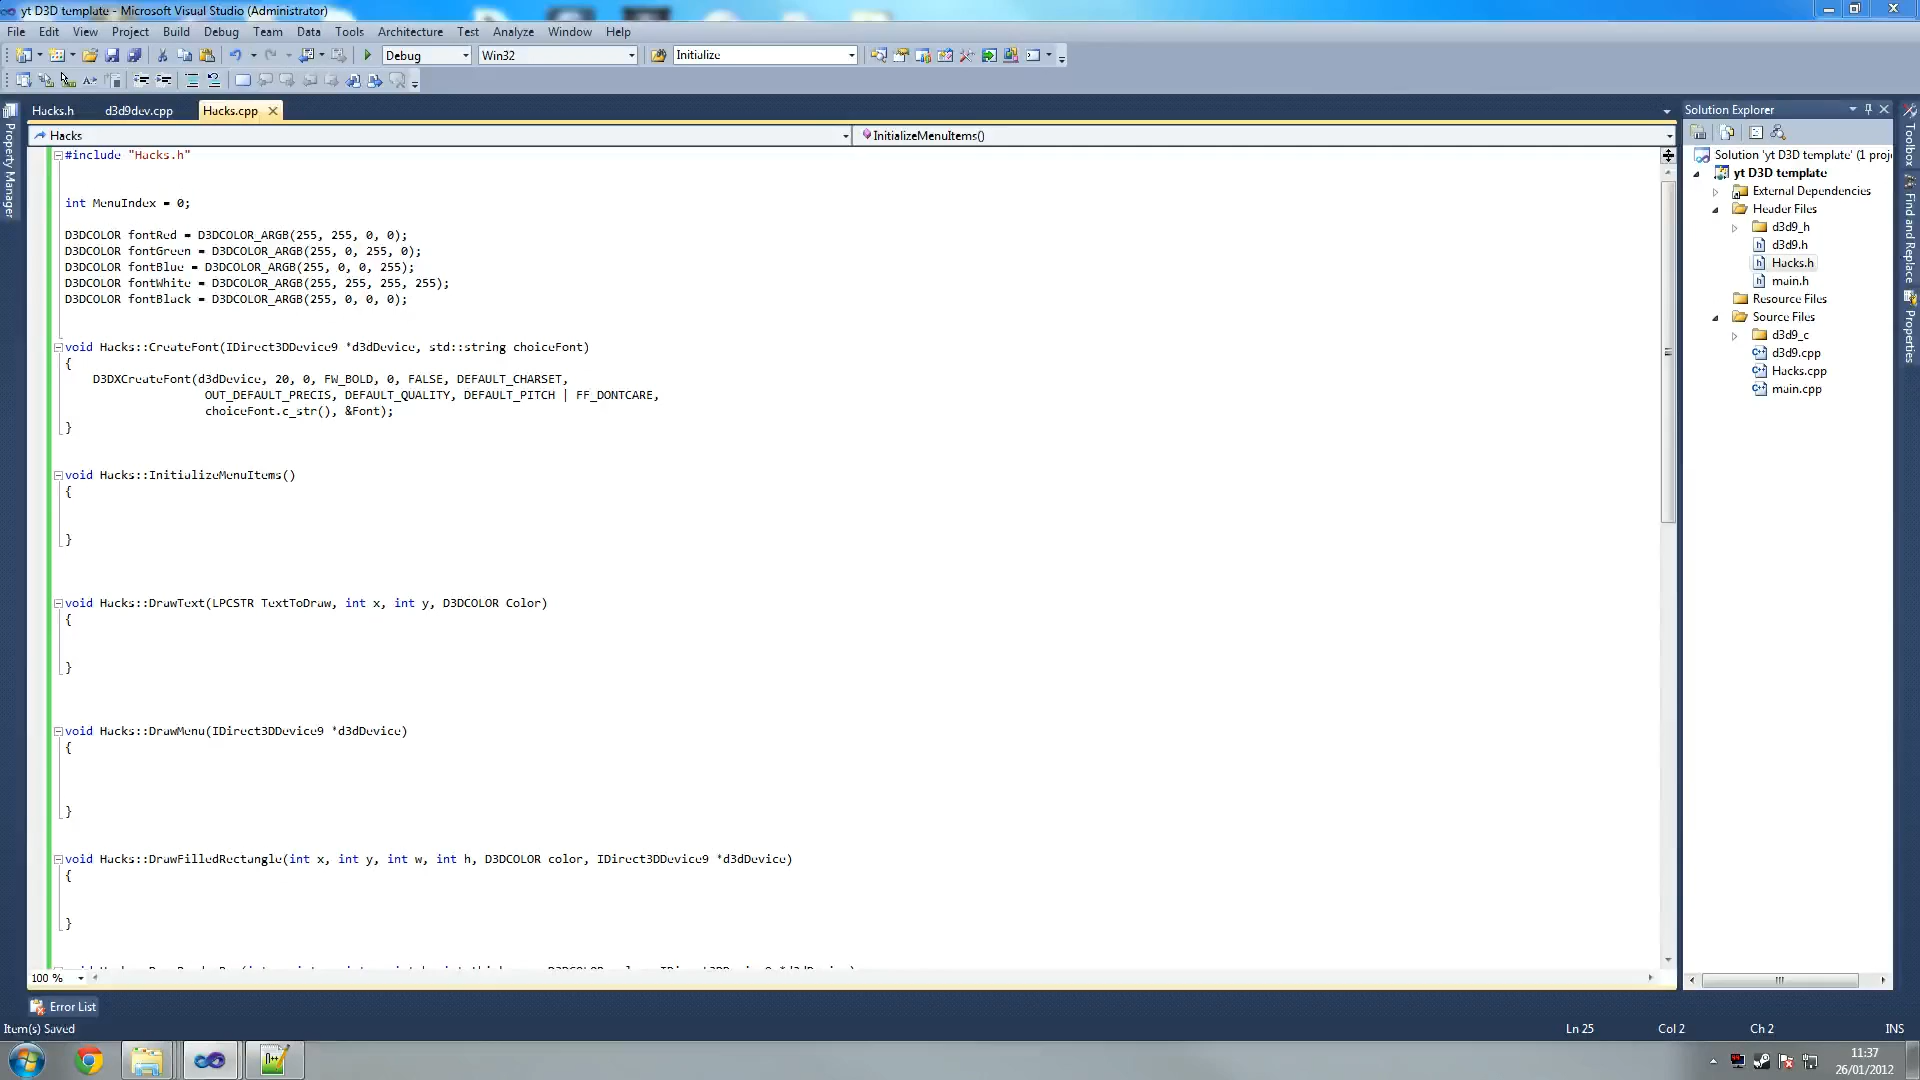 yt D3D template - Microsoft Visual Studio (Administrator)
File Edit View Project Build Debug Team Data Tools Architecture Test Analyze Window Help
Debug Win32 Initialize
Hacks.h d3d9dev.cpp Hacks.cpp
Hacks InitializeMenuItems()
Property Manager
#include "Hacks.h"
int MenuIndex = 0;
D3DCOLOR fontRed = D3DCOLOR_ARGB(255, 255, 0, 0);
D3DCOLOR fontGreen = D3DCOLOR_ARGB(255, 0, 255, 0);
D3DCOLOR fontBlue = D3DCOLOR_ARGB(255, 0, 0, 255);
D3DCOLOR fontWhite = D3DCOLOR_ARGB(255, 255, 255, 255);
D3DCOLOR fontBlack = D3DCOLOR_ARGB(255, 0, 0, 0);
void Hacks::CreateFont(IDirect3DDevice9 *d3dDevice, std::string choiceFont)
{
D3DXCreateFont(d3dDevice, 20, 0, FW_BOLD, 0, FALSE, DEFAULT_CHARSET,
OUT_DEFAULT_PRECIS, DEFAULT_QUALITY, DEFAULT_PITCH | FF_DONTCARE,
choiceFont.c_str(), &Font);
}
void Hacks::InitializeMenuItems()
{
}
void Hacks::DrawText(LPCSTR TextToDraw, int x, int y, D3DCOLOR Color)
{
}
void Hacks::DrawMenu(IDirect3DDevice9 *d3dDevice)
{
}
void Hacks::DrawFilledRectangle(int x, int y, int w, int h, D3DCOLOR color, IDirect3DDevice9 *d3dDevice)
{
}
100 %
Solution Explorer
Solution 'yt D3D template' (1 proj
yt D3D template
External Dependencies
Header Files
d3d9_h
d3d9.h
Hacks.h
main.h
Resource Files
Source Files
d3d9_c
d3d9.cpp
Hacks.cpp
main.cpp
Toolbox
Find and Replace
Properties
Error List
Item(s) Saved Ln 25 Col 2 Ch 2 INS
11:37
26/01/2012